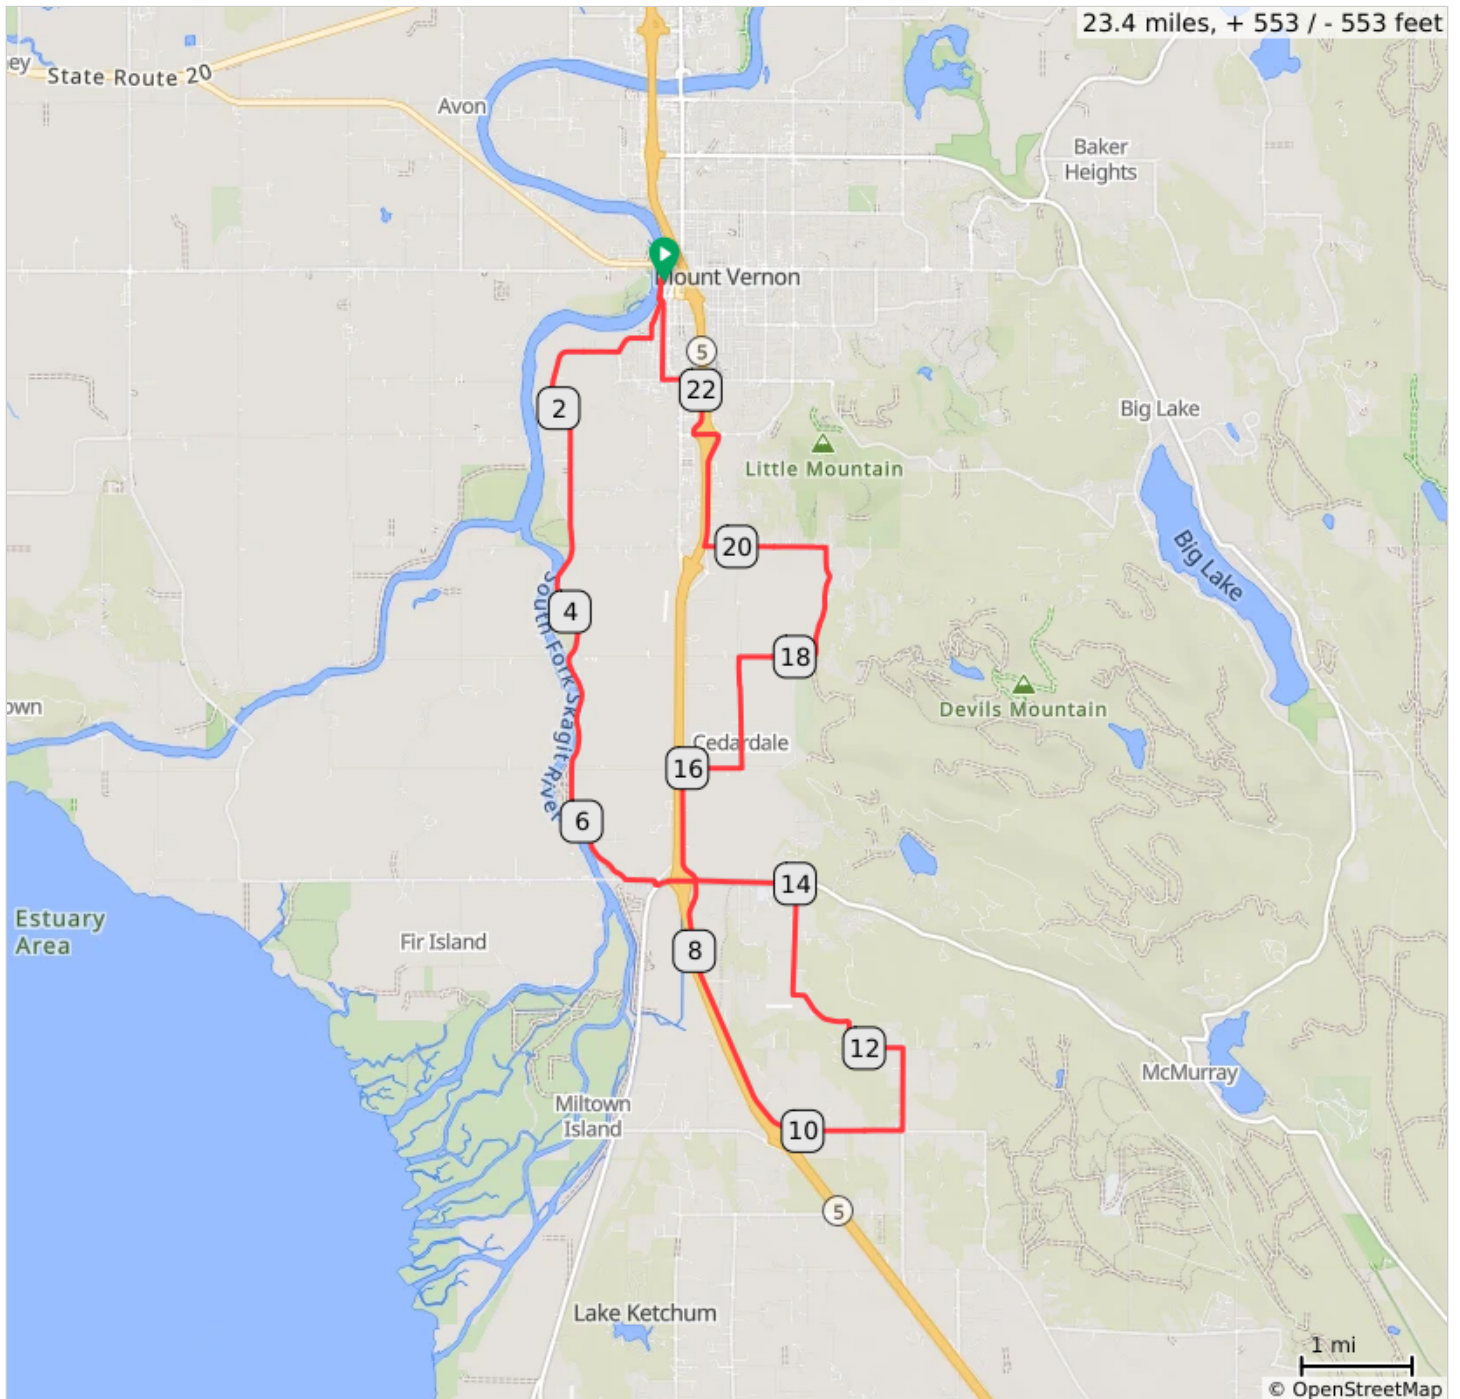 23.4 miles, + 553 / - 553 feet
ey
State Route 20
Avon
Baker
Heights
Mount Vernon
5
2
22
Big Lake
Little Mountain
20
Big Lake
South Fork Skagit River
4
18
own
Devils Mountain
Cedardale
16
6
14
Estuary
Area
Fir Island
8
12
McMurray
Miltown
Island
10
5
Lake Ketchum
1 mi
© OpenStreetMap